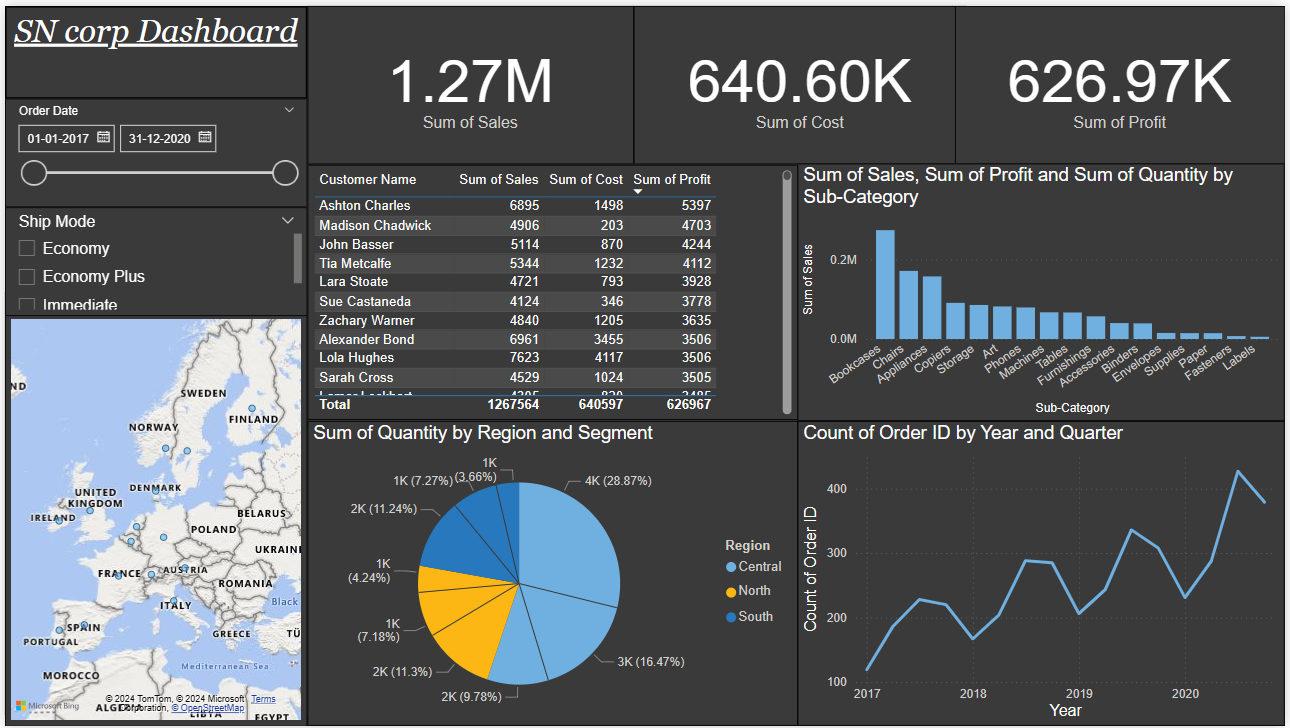 SN corp Dashboard
1.27M
Sum of Sales
640.60K
Sum of Cost
626.97K
Sum of Profit
Order Date
01-01-2017 31-12-2020
Ship Mode
Economy
Economy Plus
Immediate
Customer Name Sum of Sales Sum of Cost Sum of Profit
Ashton Charles 6895 1498 5397
Madison Chadwick 4906 203 4703
John Basser 5114 870 4244
Tia Metcalfe 5344 1232 4112
Lara Stoate 4721 793 3928
Sue Castaneda 4124 346 3778
Zachary Warner 4840 1205 3635
Alexander Bond 6961 3455 3506
Lola Hughes 7623 4117 3506
Sarah Cross 4529 1024 3505
Total 1267564 640597 626967
Sum of Sales, Sum of Profit and Sum of Quantity by
Sub-Category
Sum of Sales
0.2M
0.0M
Bookcases
Chairs
Appliances
Copiers
Storage
Art
Phones
Machines
Tables
Furnishings
Accessories
Binders
Envelopes
Supplies
Paper
Fasteners
Labels
Sub-Category
ND
SWEDEN
FINLAND
NORWAY
DENMARK
UNITED
KINGDOM
IRELAND
BELARUS
POLAND
UKRAINE
FRANCE
AUSTRIA
ROMANIA
ITALY
Black
SPAIN
PORTUGAL
GREECE
TÜ
Mediterranean Sea
MOROCCO
ALGERIA
LIBYA
EGYPT
Microsoft Bing
© 2024 TomTom, © 2024 Microsoft Terms
Corporation, © OpenStreetMap
Sum of Quantity by Region and Segment
1K
(3.66%)
1K (7.27%)
4K (28.87%)
2K (11.24%)
1K
(4.24%)
1K
(7.18%)
2K (11.3%)
2K (9.78%)
3K (16.47%)
Region
Central
North
South
Count of Order ID by Year and Quarter
Count of Order ID
400
300
200
100
2017 2018 2019 2020
Year